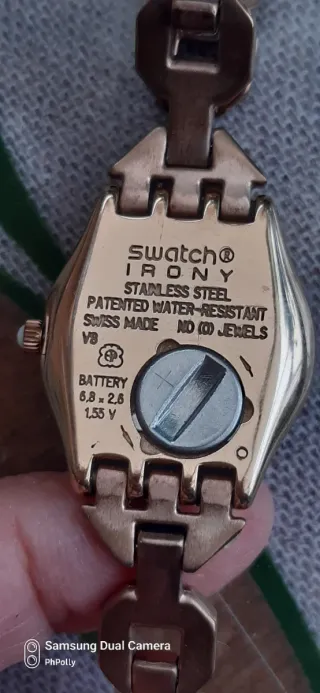 swatch®
IRONY
STAINLESS STEEL
PATENTED WATER-RESISTANT
SWISS MADE NO (0) JEWELS
V8
BATTERY
6,8 x 2,6
1,55 V
+
Samsung Dual Camera
PhPolly